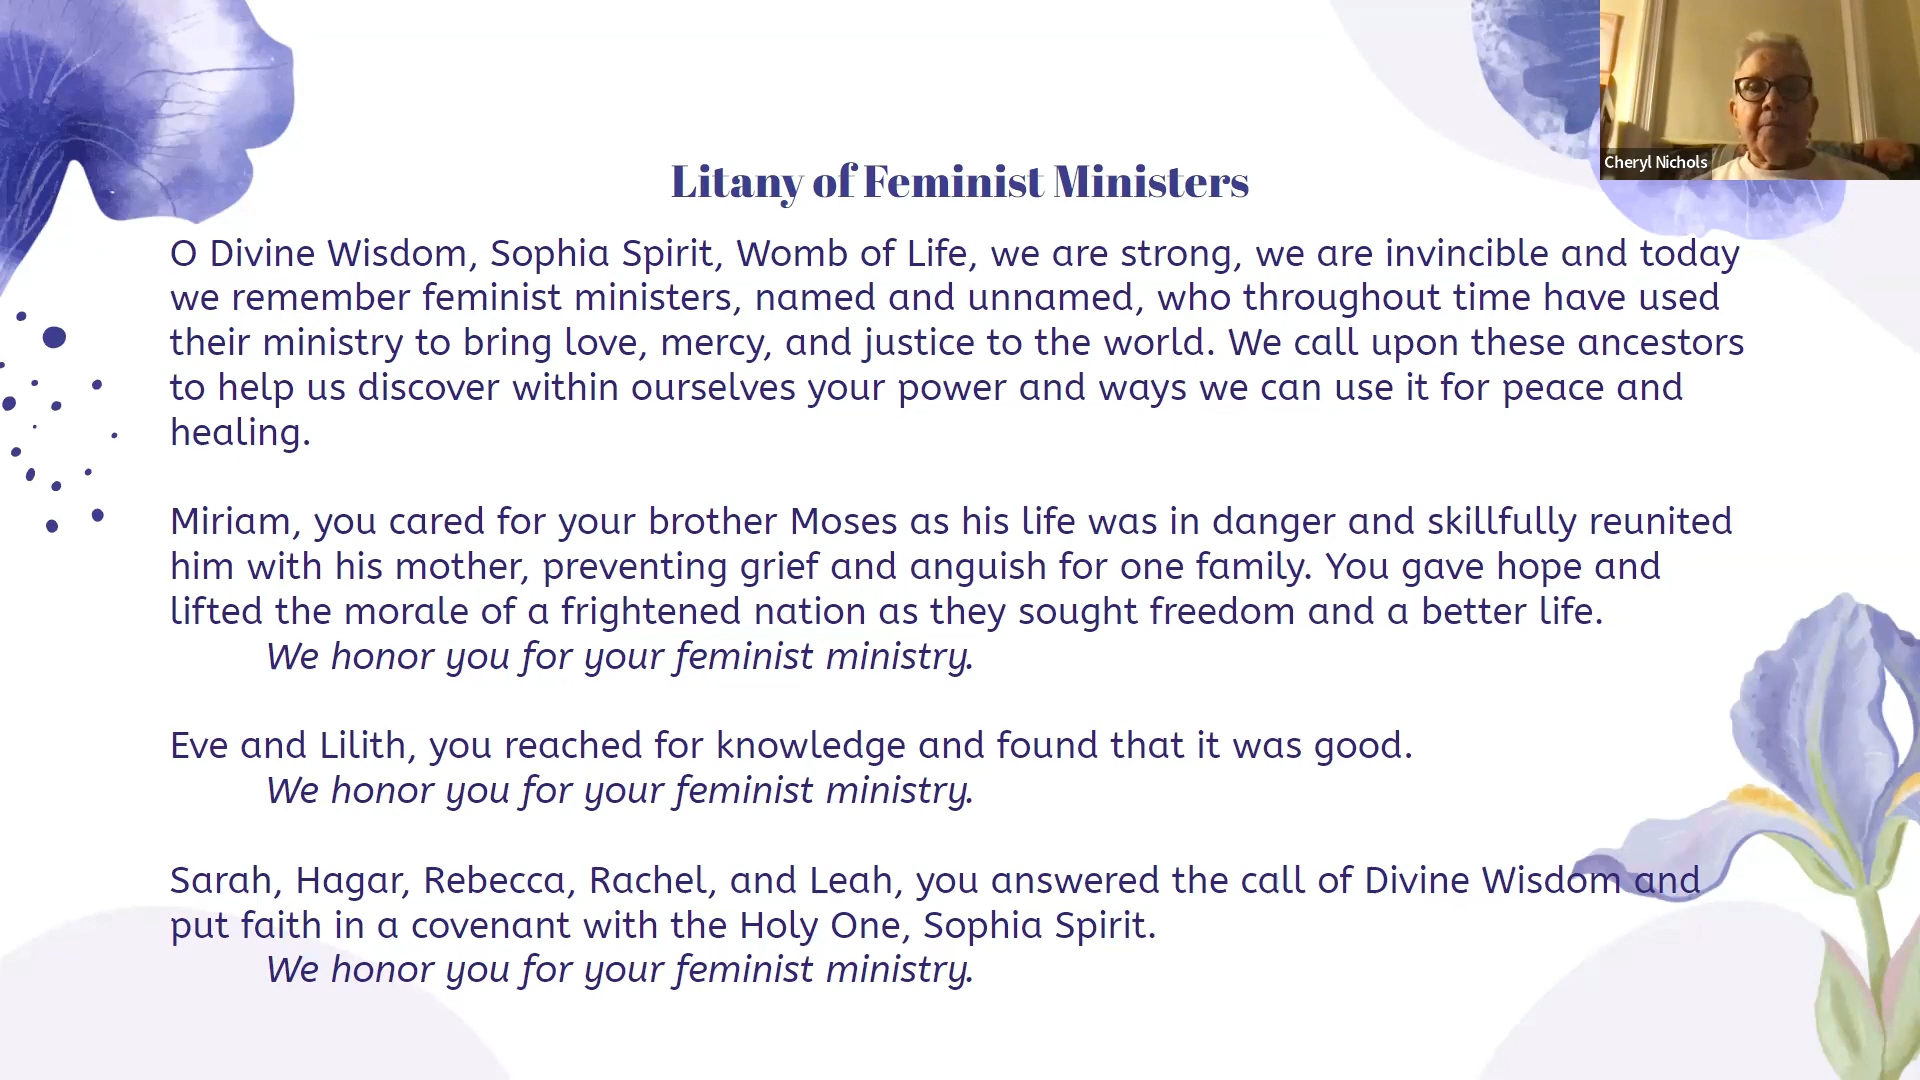 Cheryl Nichols
Litany of Feminist Ministers
O Divine Wisdom, Sophia Spirit, Womb of Life, we are strong, we are invincible and today
we remember feminist ministers, named and unnamed, who throughout time have used
their ministry to bring love, mercy, and justice to the world. We call upon these ancestors
to help us discover within ourselves your power and ways we can use it for peace and
healing.
Miriam, you cared for your brother Moses as his life was in danger and skillfully reunited
him with his mother, preventing grief and anguish for one family. You gave hope and
lifted the morale of a frightened nation as they sought freedom and a better life.
We honor you for your feminist ministry.
Eve and Lilith, you reached for knowledge and found that it was good.
We honor you for your feminist ministry.
Sarah, Hagar, Rebecca, Rachel, and Leah, you answered the call of Divine Wisdom and
put faith in a covenant with the Holy One, Sophia Spirit.
We honor you for your feminist ministry.